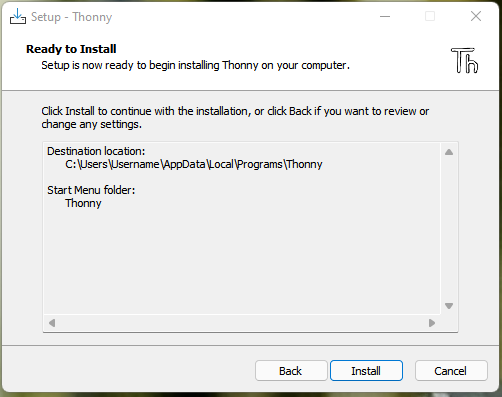 Setup - Thonny
Ready to Install
Setup is now ready to begin installing Thonny on your computer.
Th
Click Install to continue with the installation, or click Back if you want to review or
change any settings.
Destination location:
C:\Users\Username\AppData\Local\Programs\Thonny
Start Menu folder:
Thonny
Back
Install
Cancel